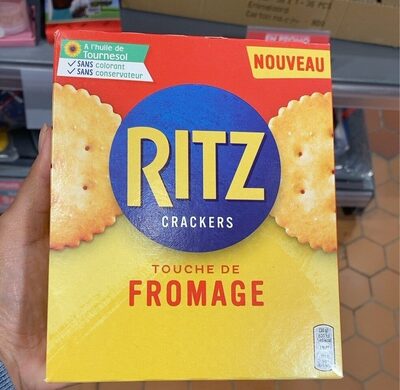 A l'huile de
Tournesol
SANS colorant
SANS conservateur
NOUVEAU
RITZ
CRACKERS
TOUCHE DE
FROMAGE